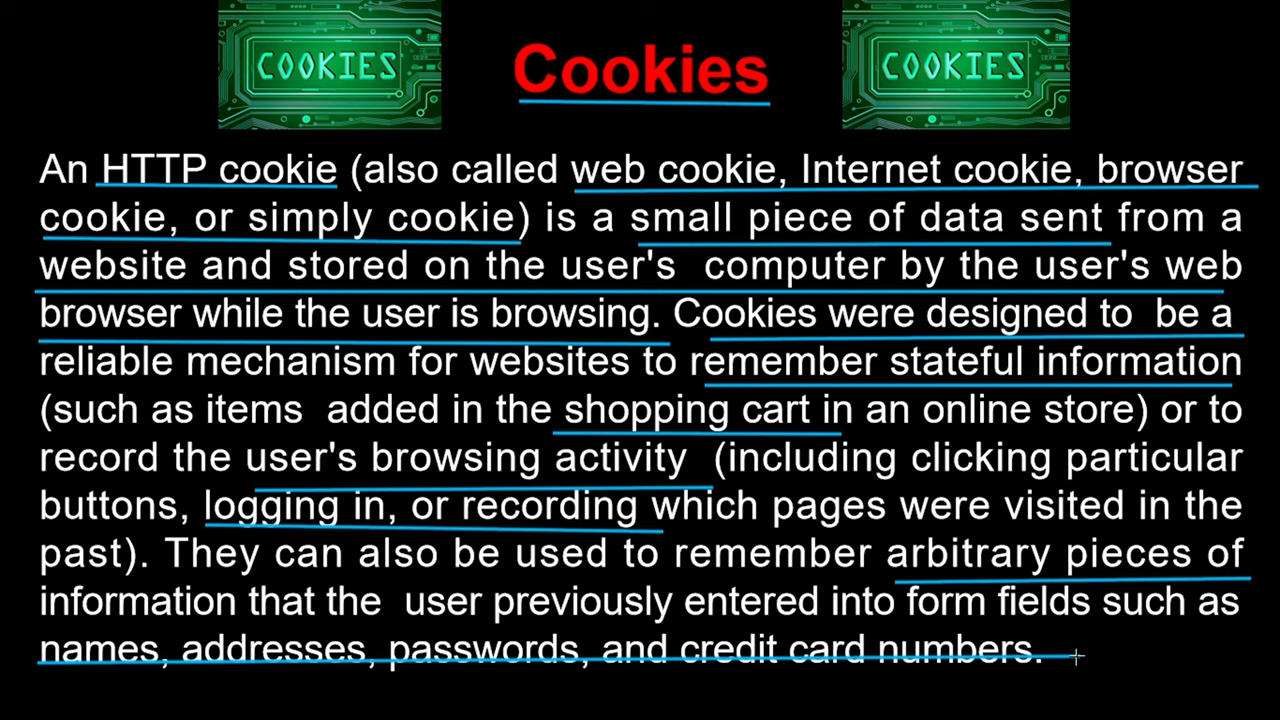 COOKIES Cookies COOKIES
An HTTP cookie (also called web cookie, Internet cookie, browser
cookie, or simply cookie) is a small piece of data sent from a
website and stored on the user's computer by the user's web
browser while the user is browsing. Cookies were designed to be a
reliable mechanism for websites to remember stateful information
(such as items added in the shopping cart in an online store) or to
record the user's browsing activity (including clicking particular
buttons, logging in, or recording which pages were visited in the
past). They can also be used to remember arbitrary pieces of
information that the user previously entered into form fields such as
names, addresses, passwords, and credit card numbers.